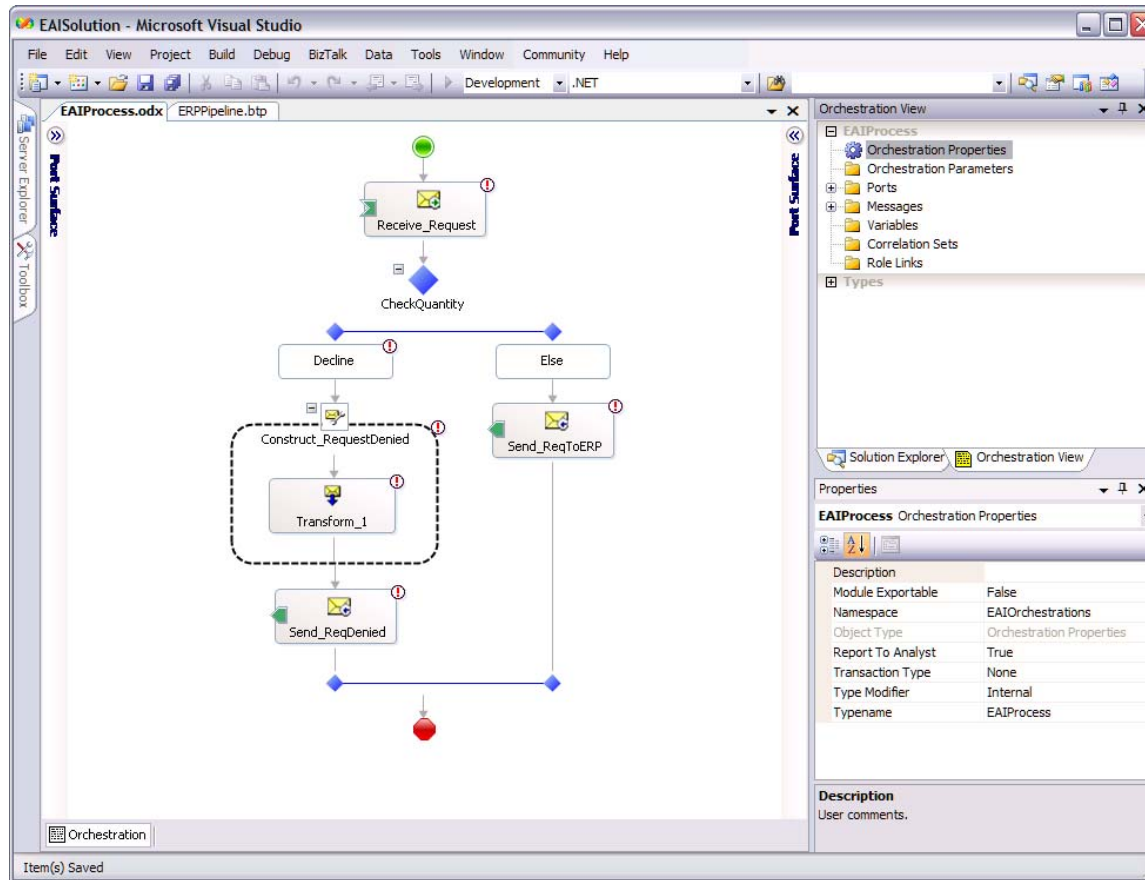 EAISolution - Microsoft Visual Studio
File Edit View Project Build Debug BizTalk Data Tools Window Community Help
Development .NET
Server Explorer
Toolbox
EAIProcess.odx ERPPipeline.btp
Port Surface
Port Surface
Receive_Request
CheckQuantity
Decline Else
Construct_RequestDenied
Send_ReqToERP
Transform_1
Send_ReqDenied
Orchestration
Orchestration View
EAIProcess
Orchestration Properties
Orchestration Parameters
Ports
Messages
Variables
Correlation Sets
Role Links
Types
Solution Explorer Orchestration View
Properties
EAIProcess Orchestration Properties
Description
Module Exportable False
Namespace EAIOrchestrations
Object Type Orchestration Properties
Report To Analyst True
Transaction Type None
Type Modifier Internal
Typename EAIProcess
Description
User comments.
Item(s) Saved